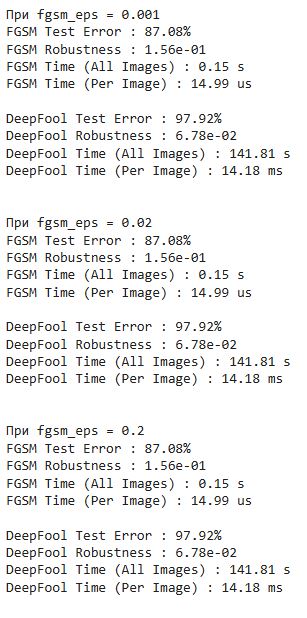 При fgsm_eps = 0.001
FGSM Test Error : 87.08%
FGSM Robustness : 1.56e-01
FGSM Time (All Images) : 0.15 s
FGSM Time (Per Image) : 14.99 us
DeepFool Test Error : 97.92%
DeepFool Robustness : 6.78e-02
DeepFool Time (All Images) : 141.81 s
DeepFool Time (Per Image) : 14.18 ms
При fgsm_eps = 0.02
FGSM Test Error : 87.08%
FGSM Robustness : 1.56e-01
FGSM Time (All Images) : 0.15 s
FGSM Time (Per Image) : 14.99 us
DeepFool Test Error : 97.92%
DeepFool Robustness : 6.78e-02
DeepFool Time (All Images) : 141.81 s
DeepFool Time (Per Image) : 14.18 ms
При fgsm_eps = 0.2
FGSM Test Error : 87.08%
FGSM Robustness : 1.56e-01
FGSM Time (All Images) : 0.15 s
FGSM Time (Per Image) : 14.99 us
DeepFool Test Error : 97.92%
DeepFool Robustness : 6.78e-02
DeepFool Time (All Images) : 141.81 s
DeepFool Time (Per Image) : 14.18 ms